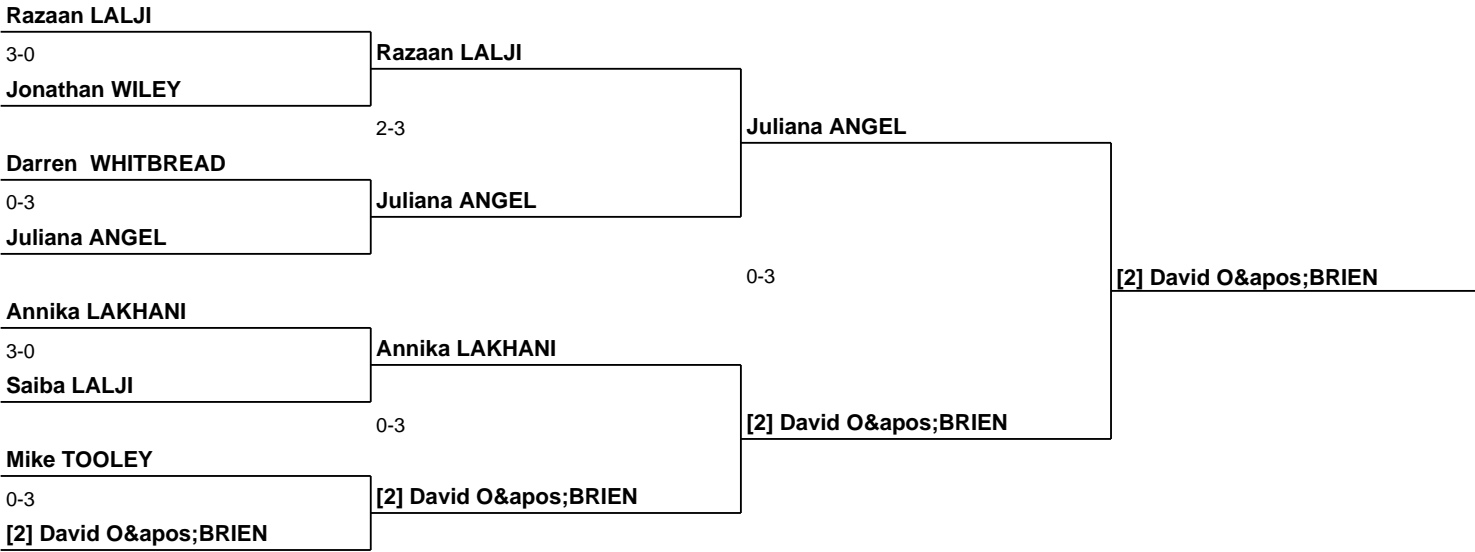 Razaan LALJI
3-0
Razaan LALJI
Jonathan WILEY
2-3
Juliana ANGEL
Darren  WHITBREAD
0-3
Juliana ANGEL
Juliana ANGEL
0-3
[2] David O&apos;BRIEN
Annika LAKHANI
3-0
Annika LAKHANI
Saiba LALJI
0-3
[2] David O&apos;BRIEN
Mike TOOLEY
0-3
[2] David O&apos;BRIEN
[2] David O&apos;BRIEN